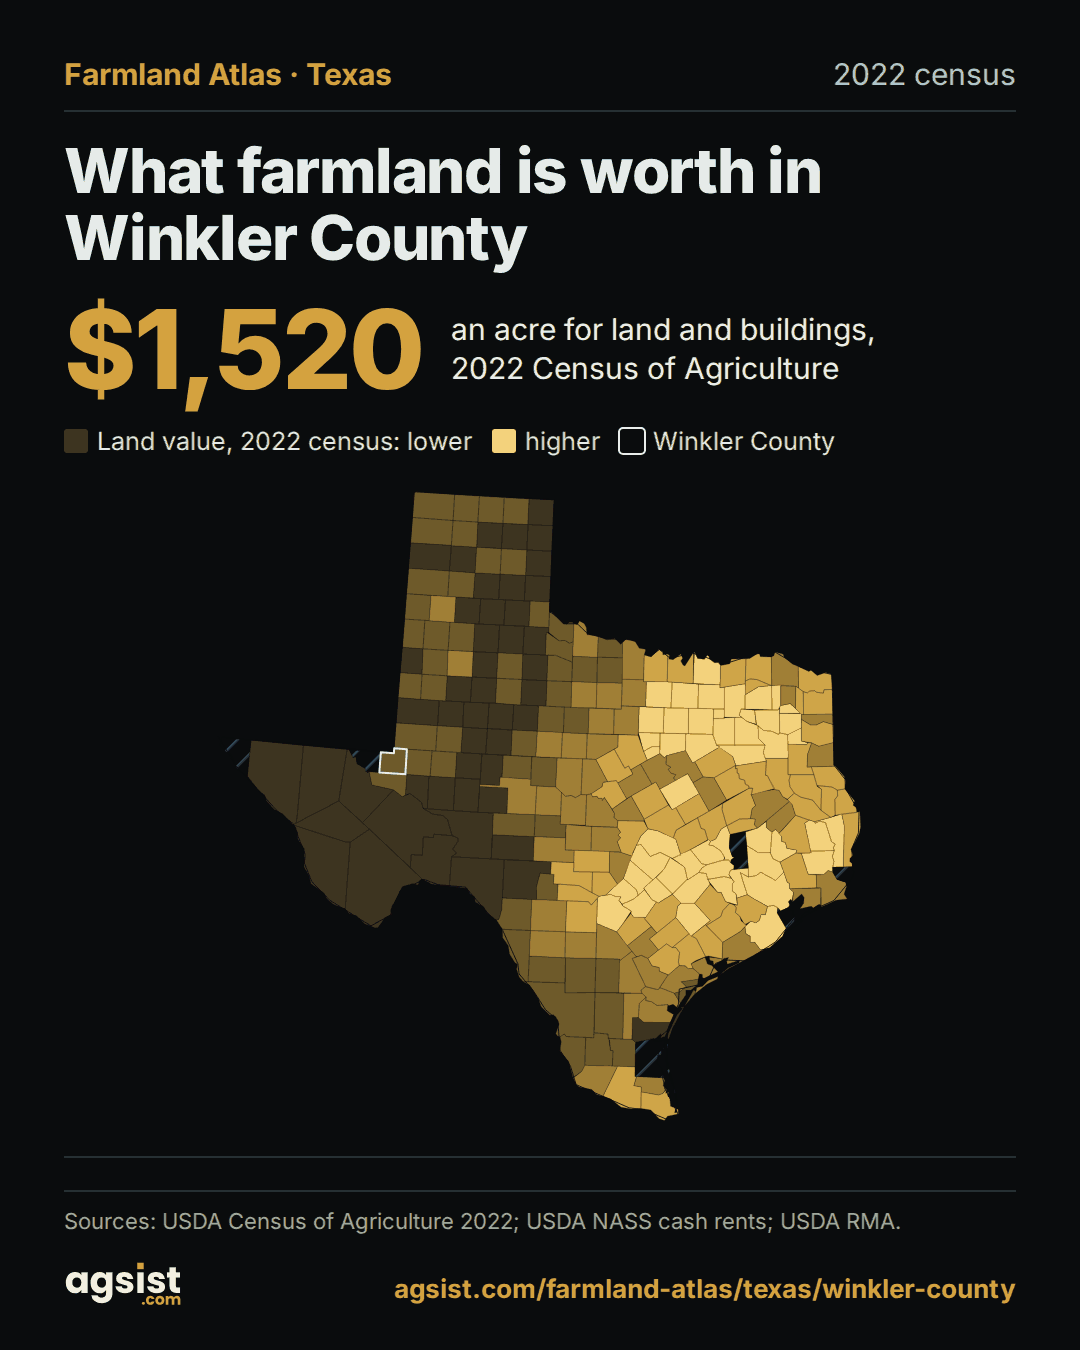 Farmland Atlas · Texas
2022 census
What farmland is worth in
Winkler County
$1,520
an acre for land and buildings,
2022 Census of Agriculture
Land value, 2022 census: lower
higher
Winkler County
Sources: USDA Census of Agriculture 2022; USDA NASS cash rents; USDA RMA.
agsist
.com
agsist.com/farmland-atlas/texas/winkler-county